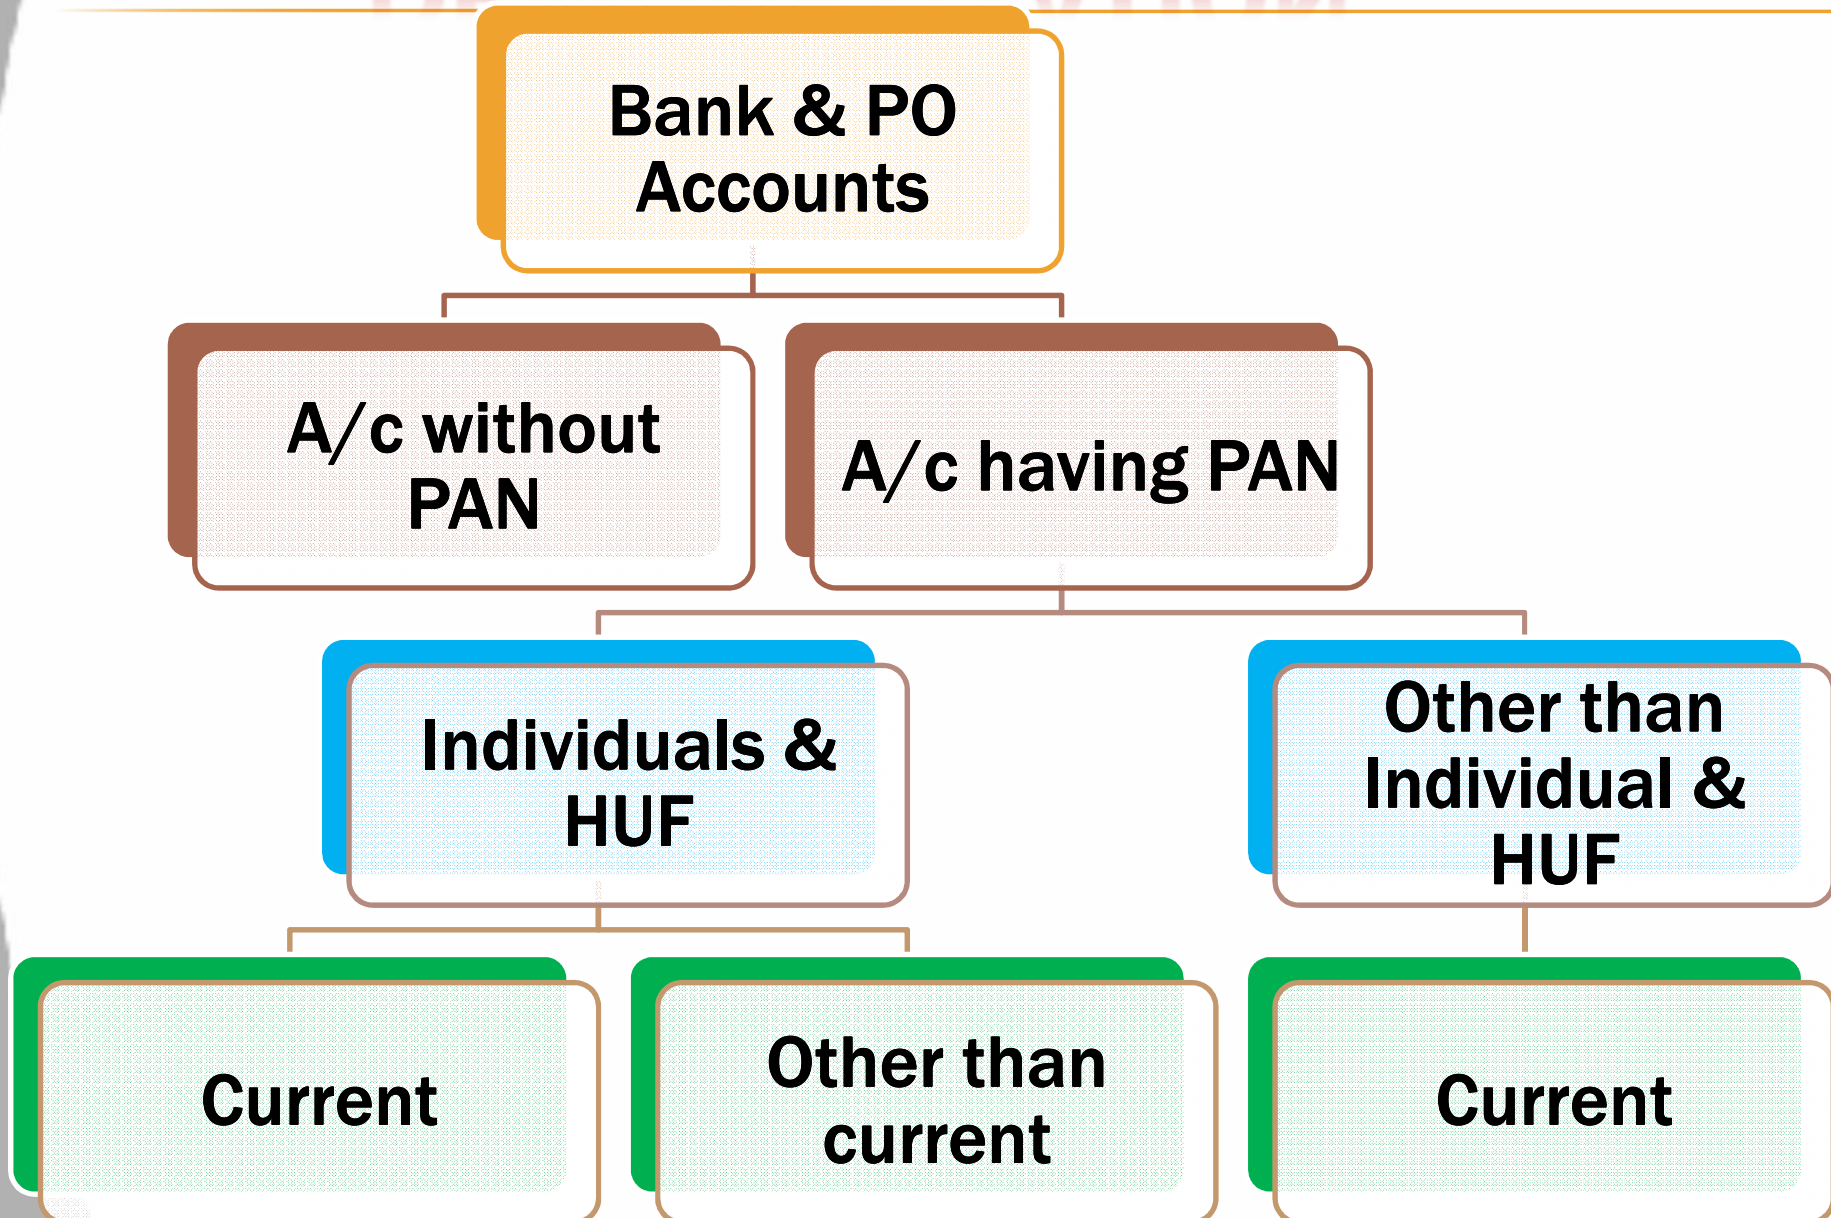 Bank & PO
Accounts
A/c without
PAN
A/c having PAN
Individuals &
HUF
Other than
Individual &
HUF
Current
Other than
current
Current